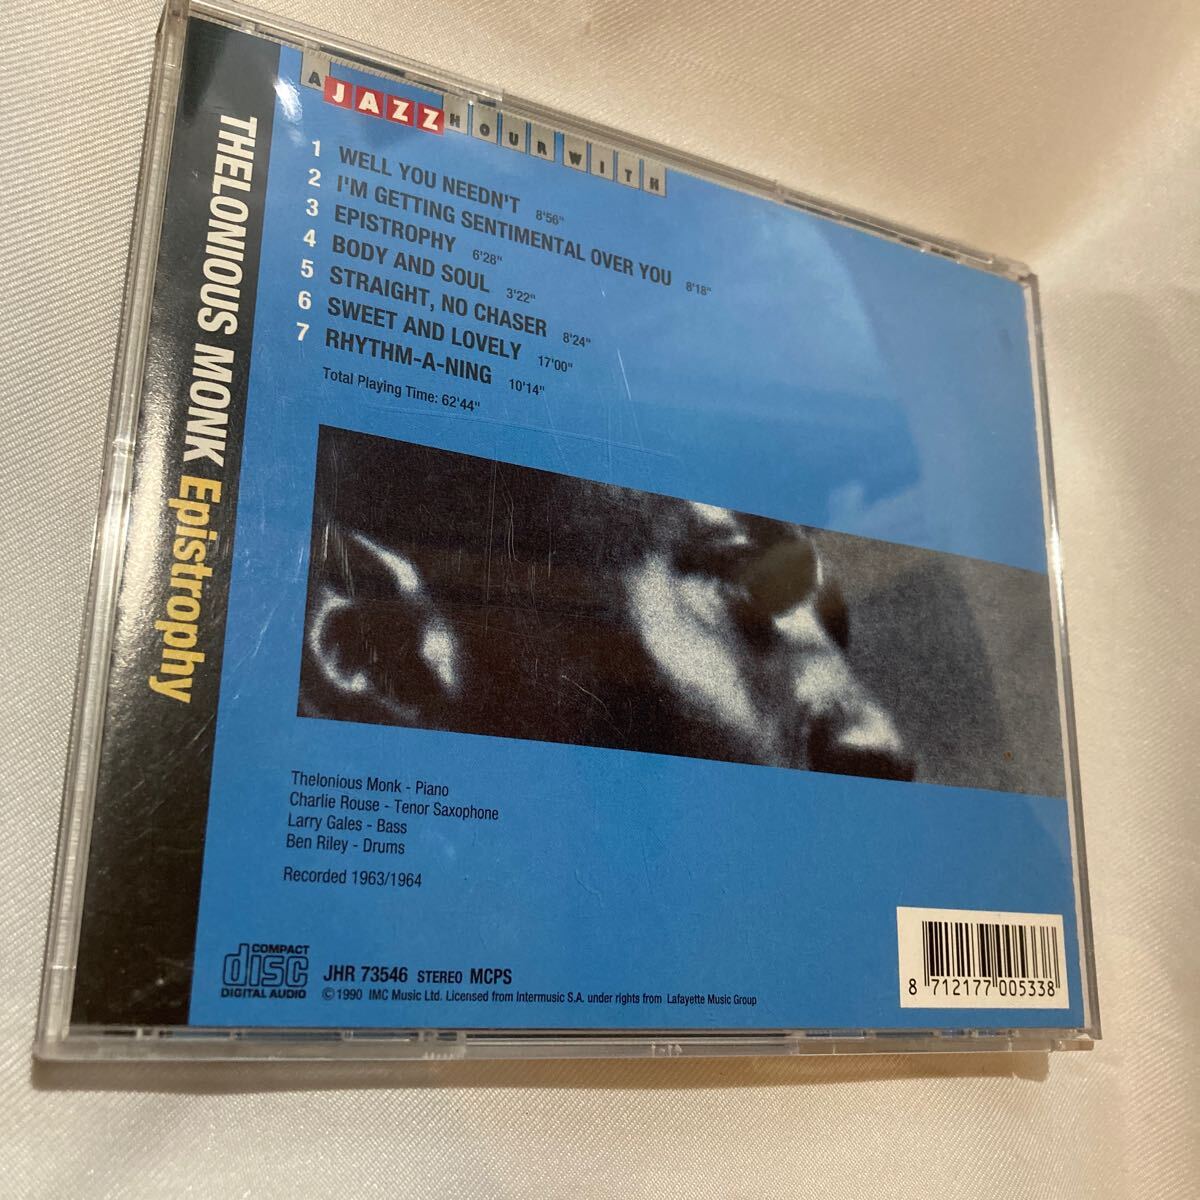 A JAZZ HOUR WITH
THELONIOUS MONK Epistrophy
1 WELL YOU NEEDN'T 8'56"
2 I'M GETTING SENTIMENTAL OVER YOU 8'18"
3 EPISTROPHY 6'28"
4 BODY AND SOUL 3'22"
5 STRAIGHT, NO CHASER 8'24"
6 SWEET AND LOVELY 17'00"
7 RHYTHM-A-NING 10'14"
Total Playing Time: 62'44"
Thelonious Monk - Piano
Charlie Rouse - Tenor Saxophone
Larry Gales - Bass
Ben Riley - Drums
Recorded 1963/1964
COMPACT
disc
DIGITAL AUDIO
JHR 73546 STEREO MCPS
©1990 IMC Music Ltd. Licensed from Intermusic S.A. under rights from Lafayette Music Group
8 712177 005338